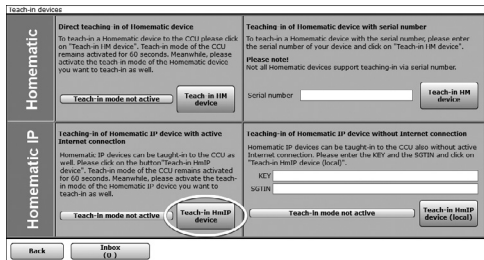 Teach-in devices
Homematic
Direct teaching in of Homematic device
To teach-in a Homematic device to the CCU please click
on "Teach-in HM device". Teach-in mode of the CCU
remains activated for 60 seconds. Meanwhile, please
activate the teach in mode of the Homematic device
you want to teach-in as well.
Teach-in mode not active
Teach-in HM
device
Teaching-in of Homematic device with serial number
To teach-in a Homematic device with the serial number, please enter
the serial number of your device and click on "Teach-in HM device".
Please note!
Not all Homematic devices support teaching-in via serial number.
Serial number
Teach-in HM
device
Homematic IP
Teaching-in of Homematic IP device with active
Internet connection
Homematic IP devices can be taught-in to the CCU as
well. Please click on the button"Teach-in HmIP
device". Teach-in mode of the CCU remains activated
for 60 seconds. Meanwhile, please activate the teach-
in mode of the Homematic IP device you want to
teach-in as well.
Teach-in mode not active
Teach-in HmIP
device
Teaching-in of Homematic IP device without Internet connection
Homematic IP devices can be taught-in to the CCU also without active
Internet connection. Please enter the KEY and the SGTIN and click on
"Teach-in HmIP device (local)".
KEY
SGTIN
Teach-in mode not active
Teach-in HmIP
device (local)
Back
Inbox
(0 )